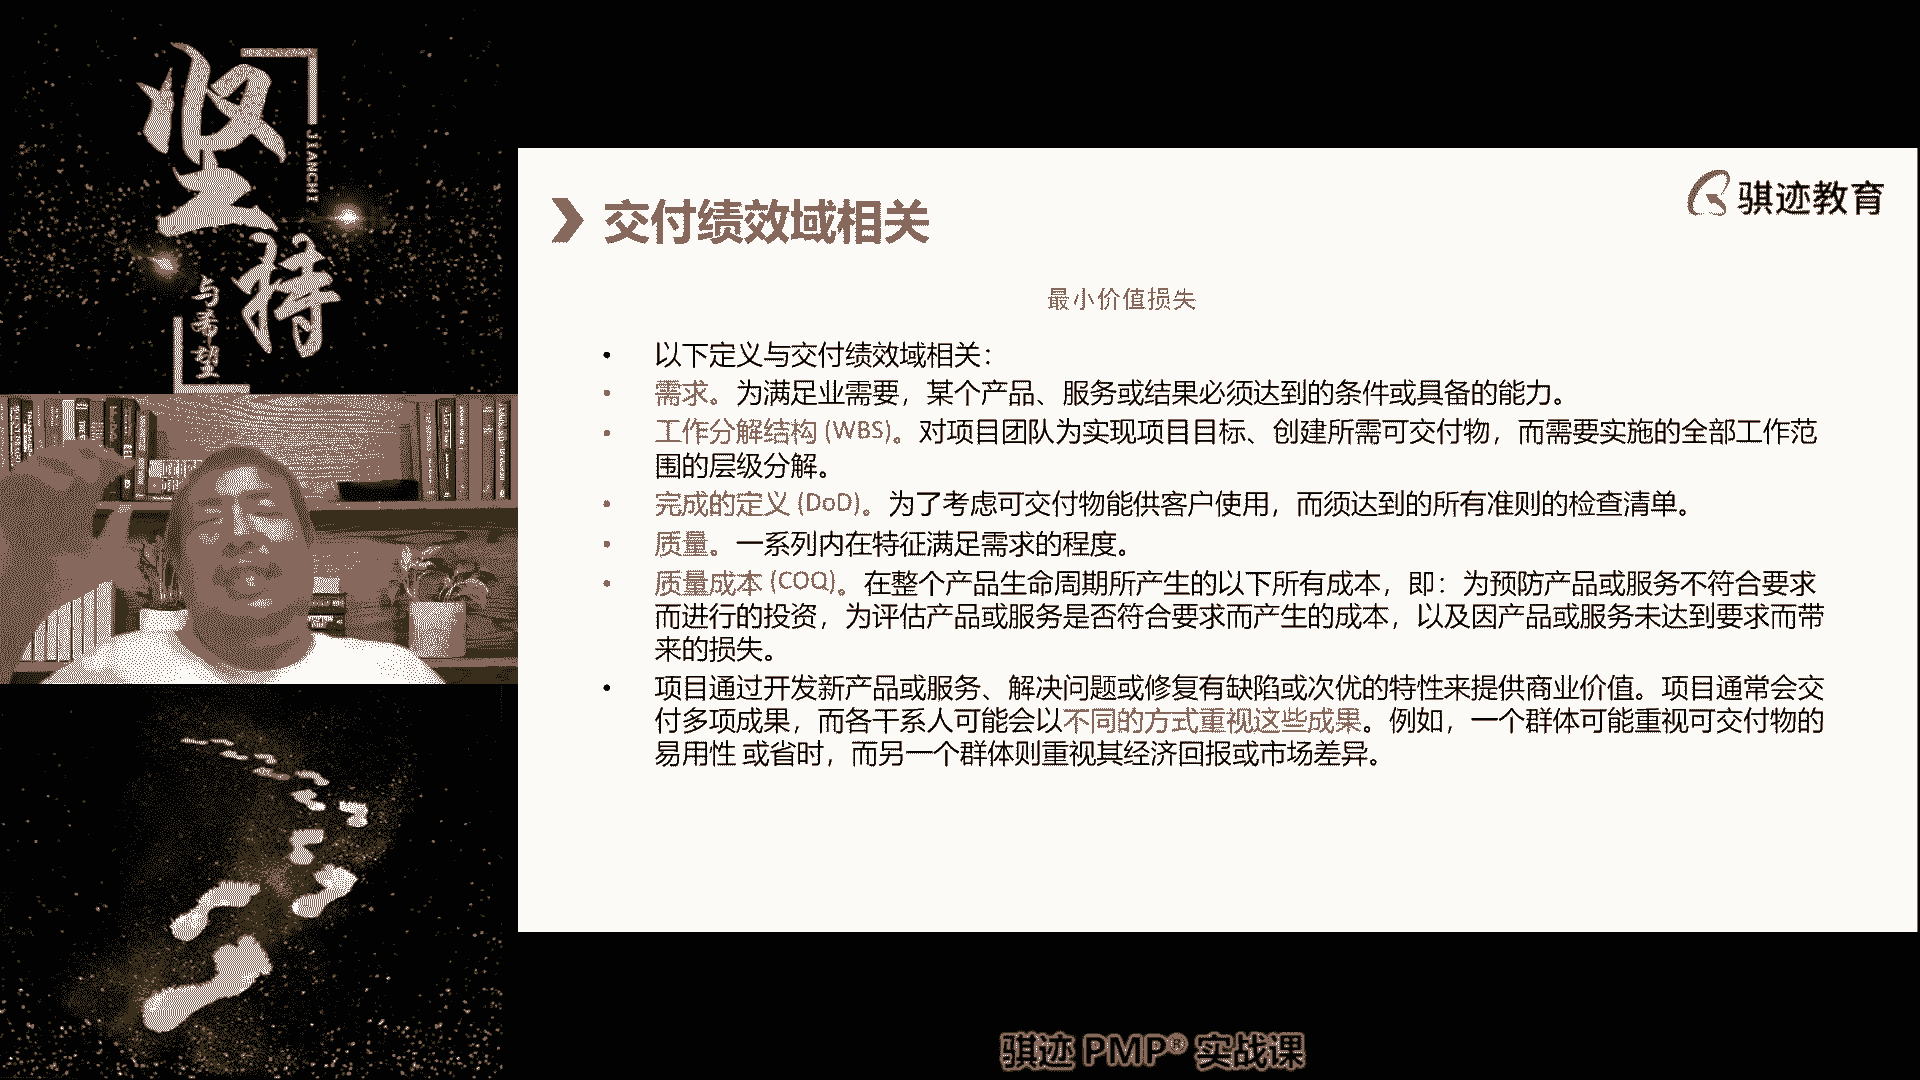 坚
持
JIANCHI
与希望
骐迹教育
交付绩效域相关
最小价值损失
• 以下定义与交付绩效域相关：
• 需求。为满足业需要，某个产品、服务或结果必须达到的条件或具备的能力。
• 工作分解结构 (WBS)。对项目团队为实现项目目标、创建所需可交付物，而需要实施的全部工作范
围的层级分解。
• 完成的定义 (DoD)。为了考虑可交付物能供客户使用，而须达到的所有准则的检查清单。
• 质量。一系列内在特征满足需求的程度。
• 质量成本 (COQ)。在整个产品生命周期所产生的以下所有成本，即：为预防产品或服务不符合要求
而进行的投资，为评估产品或服务是否符合要求而产生的成本，以及因产品或服务未达到要求而带
来的损失。
• 项目通过开发新产品或服务、解决问题或修复有缺陷或次优的特性来提供商业价值。项目通常会交
付多项成果，而各干系人可能会以不同的方式重视这些成果。例如，一个群体可能重视可交付物的
易用性 或省时，而另一个群体则重视其经济回报或市场差异。
骐迹 PMP® 实战课